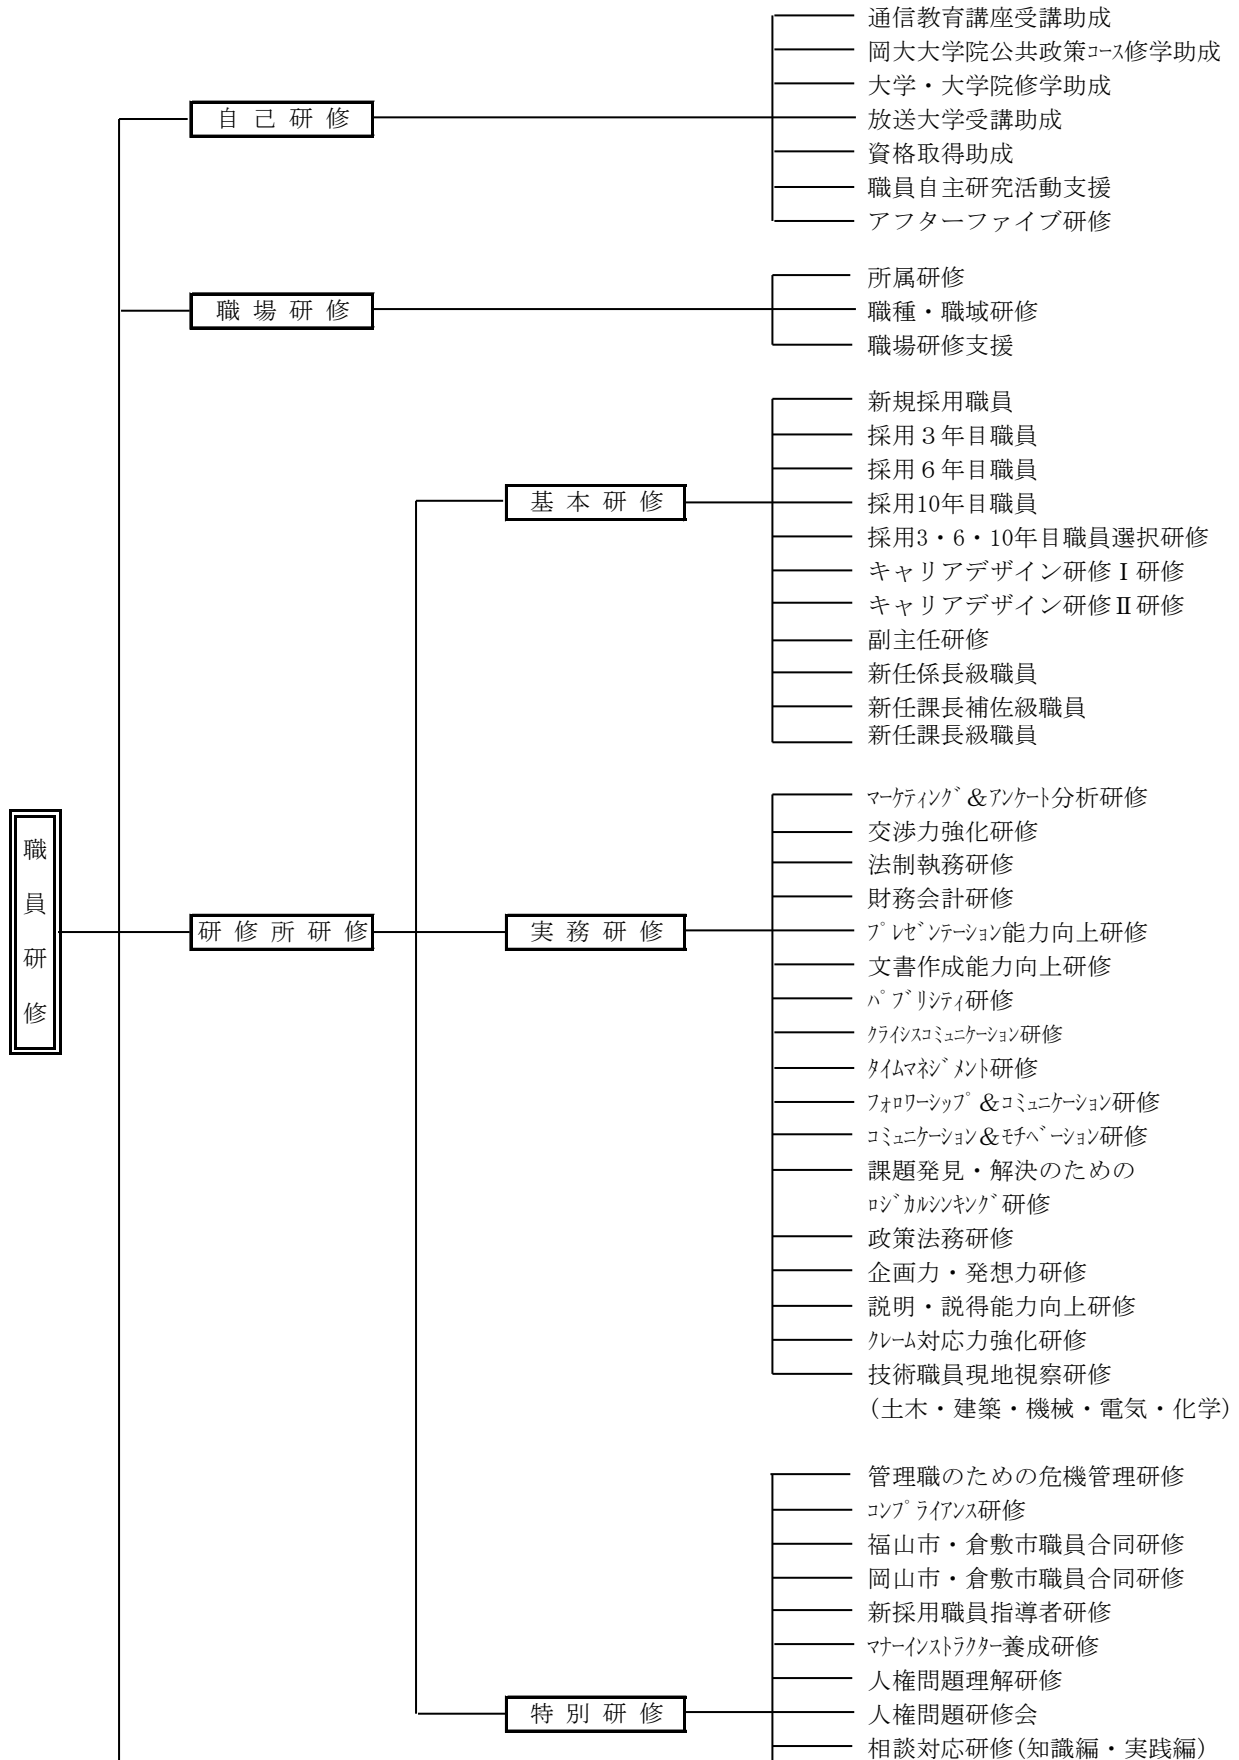 通信教育講座受講助成
岡大大学院公共政策ｺｰｽ修学助成
大学・大学院修学助成
自己研修
放送大学受講助成
資格取得助成
職員自主研究活動支援
アフターファイブ研修
所属研修
職場研修
職種・職域研修
職場研修支援
新規採用職員
採用３年目職員
採用６年目職員
基本研修
採用10年目職員
採用3・6・10年目職員選択研修
キャリアデザイン研修Ⅰ研修
キャリアデザイン研修Ⅱ研修
副主任研修
新任係長級職員
新任課長補佐級職員
新任課長級職員
職員研修
ﾏｰｹﾃｨﾝｸﾞ＆ｱﾝｹｰﾄ分析研修
交渉力強化研修
法制執務研修
財務会計研修
研修所研修
実務研修
ﾌﾟﾚｾﾞﾝﾃｰｼｮﾝ能力向上研修
文書作成能力向上研修
ﾊﾟﾌﾞﾘｼﾃｨ研修
ｸﾗｲｼｽｺﾐｭﾆｹｰｼｮﾝ研修
ﾀｲﾑﾏﾈｼﾞﾒﾝﾄ研修
ﾌｫﾛﾜｰｼｯﾌﾟ＆ｺﾐｭﾆｹｰｼｮﾝ研修
ｺﾐｭﾆｹｰｼｮﾝ＆ﾓﾁﾍﾞｰｼｮﾝ研修
課題発見・解決のための
ﾛｼﾞｶﾙｼﾝｷﾝｸﾞ研修
政策法務研修
企画力・発想力研修
説明・説得能力向上研修
ｸﾚｰﾑ対応力強化研修
技術職員現地視察研修
(土木・建築・機械・電気・化学)
管理職のための危機管理研修
ｺﾝﾌﾟﾗｲｱﾝｽ研修
福山市・倉敷市職員合同研修
岡山市・倉敷市職員合同研修
新採用職員指導者研修
ﾏﾅｰｲﾝｽﾄﾗｸﾀｰ養成研修
人権問題理解研修
特別研修
人権問題研修会
相談対応研修(知識編・実践編)